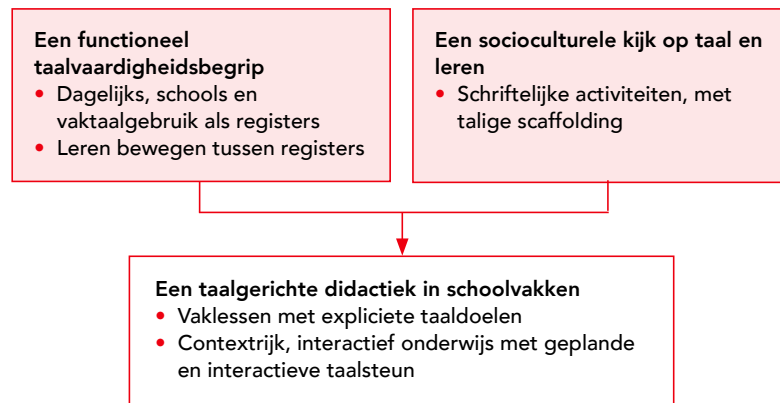 Een functioneel
taalvaardigheidsbegrip
• Dagelijks, schools en
vaktaalgebruik als registers
• Leren bewegen tussen registers
Een socioculturele kijk op taal en
leren
• Schriftelijke activiteiten, met
talige scaffolding
Een taalgerichte didactiek in schoolvakken
• Vaklessen met expliciete taaldoelen
• Contextrijk, interactief onderwijs met geplande
en interactieve taalsteun